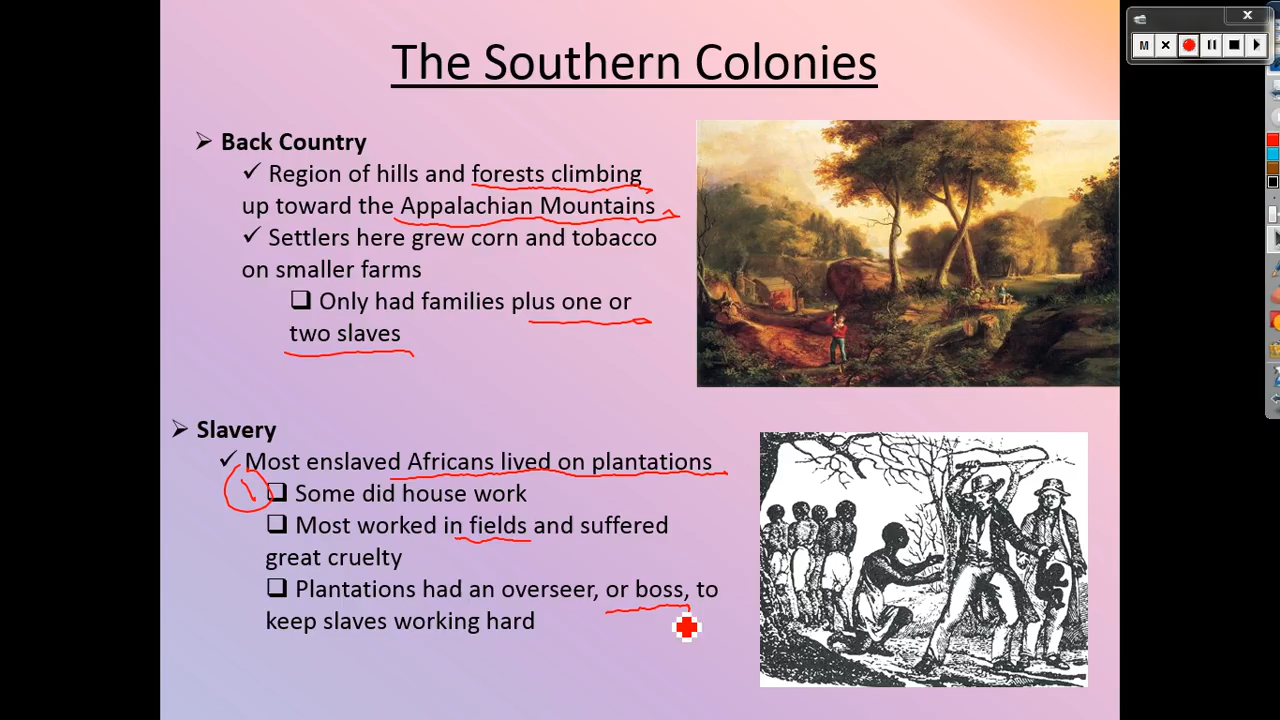 The Southern Colonies
➢ Back Country
✓ Region of hills and forests climbing
up toward the Appalachian Mountains
✓ Settlers here grew corn and tobacco
on smaller farms
❑ Only had families plus one or
two slaves
➢ Slavery
✓ Most enslaved Africans lived on plantations
❑ Some did house work
❑ Most worked in fields and suffered
great cruelty
❑ Plantations had an overseer, or boss, to
keep slaves working hard
M